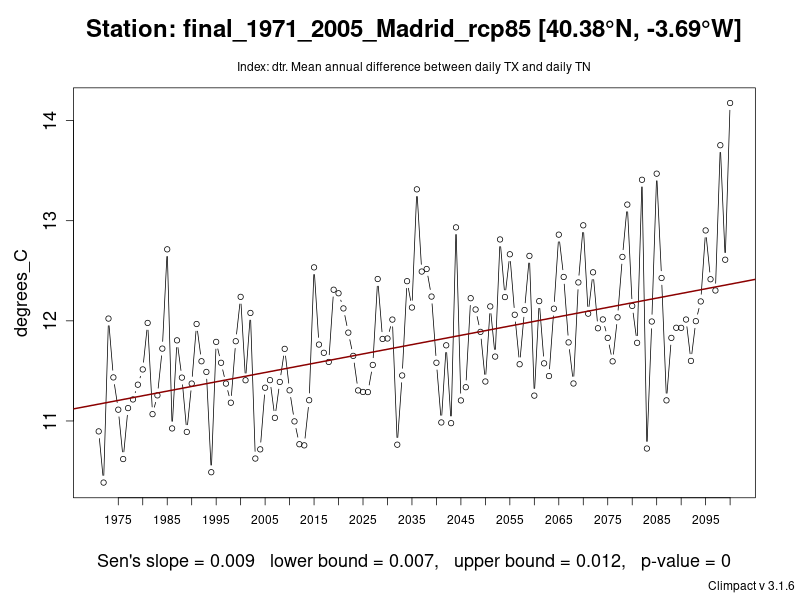 Station: final_1971_2005_Madrid_rcp85 [40.38°N, -3.69°W]
Index: dtr. Mean annual difference between daily TX and daily TN
degrees_C
14
13
12
11
1975 1985 1995 2005 2015 2025 2035 2045 2055 2065 2075 2085 2095
Sen's slope = 0.009 lower bound = 0.007, upper bound = 0.012, p-value = 0
Climpact v 3.1.6